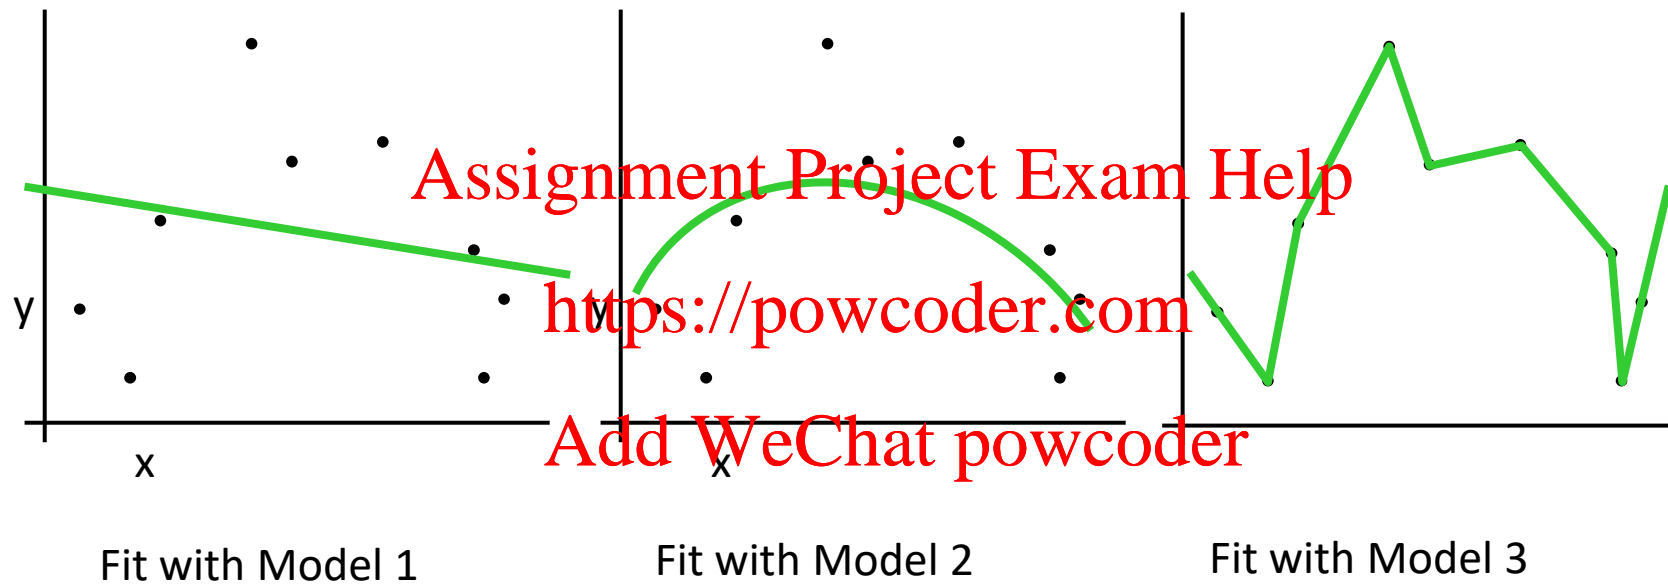 Assignment Project Exam Help
y
y
https://powcoder.com
Add WeChat powcoder
x
x
Fit with Model 1
Fit with Model 2
Fit with Model 3